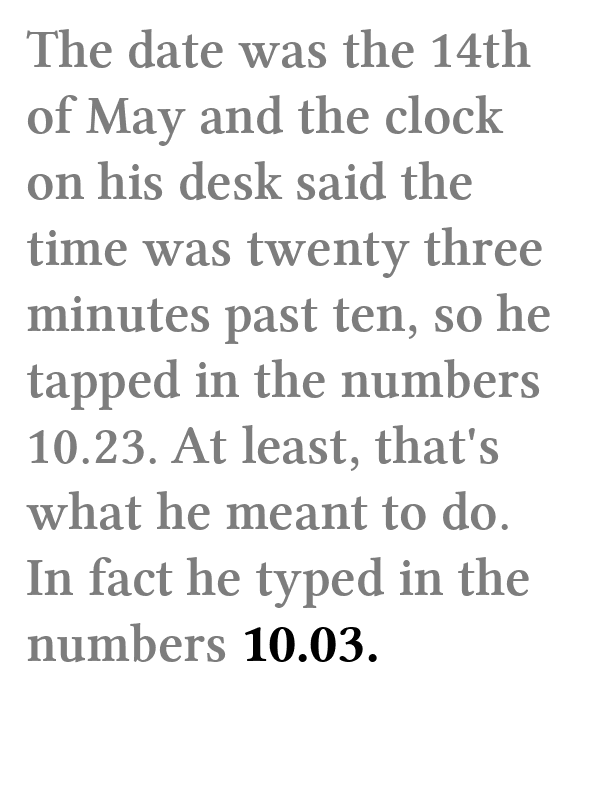 The date was the 14th
of May and the clock
on his desk said the
time was twenty three
minutes past ten, so he
tapped in the numbers
10.23. At least, that's
what he meant to do.
In fact he typed in the
numbers 10.03.